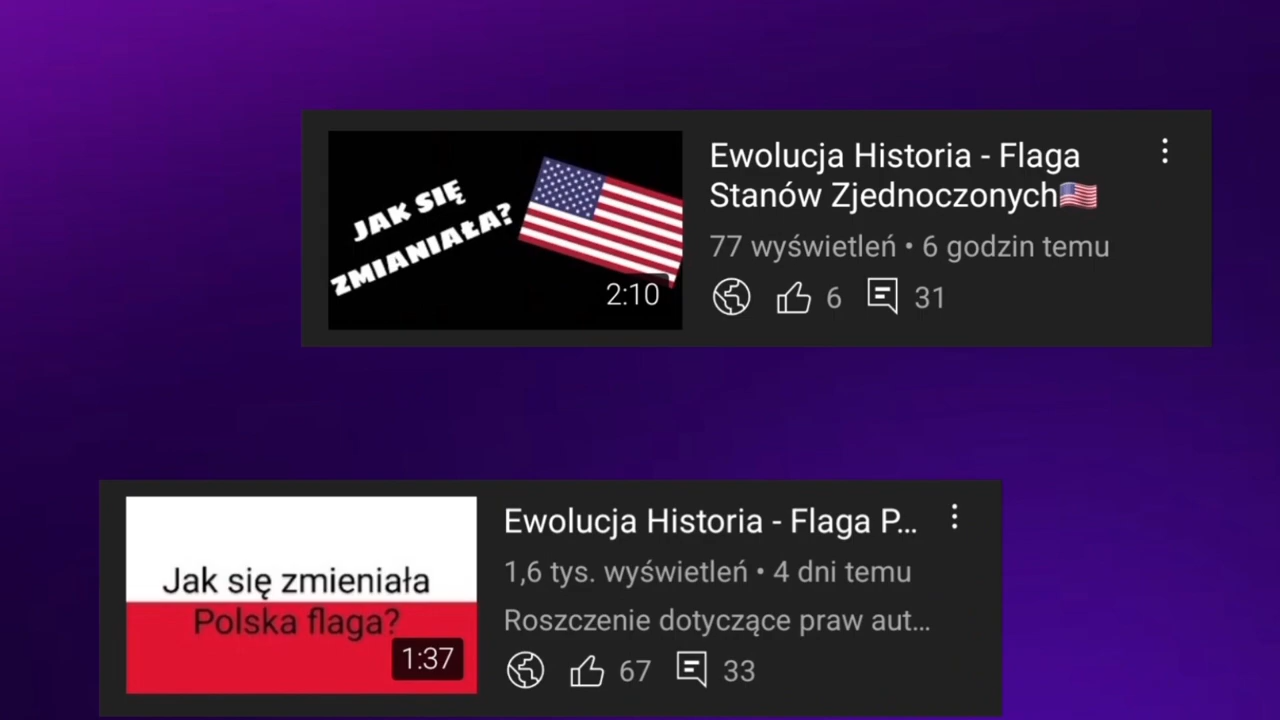 JAK SIĘ
ZMIANIAŁA?
2:10
Ewolucja Historia - Flaga
Stanów Zjednoczonych🇺🇸
77 wyświetleń • 6 godzin temu
6 31
Jak się zmieniała
Polska flaga?
1:37
Ewolucja Historia - Flaga P...
1,6 tys. wyświetleń • 4 dni temu
Roszczenie dotyczące praw aut...
67 33